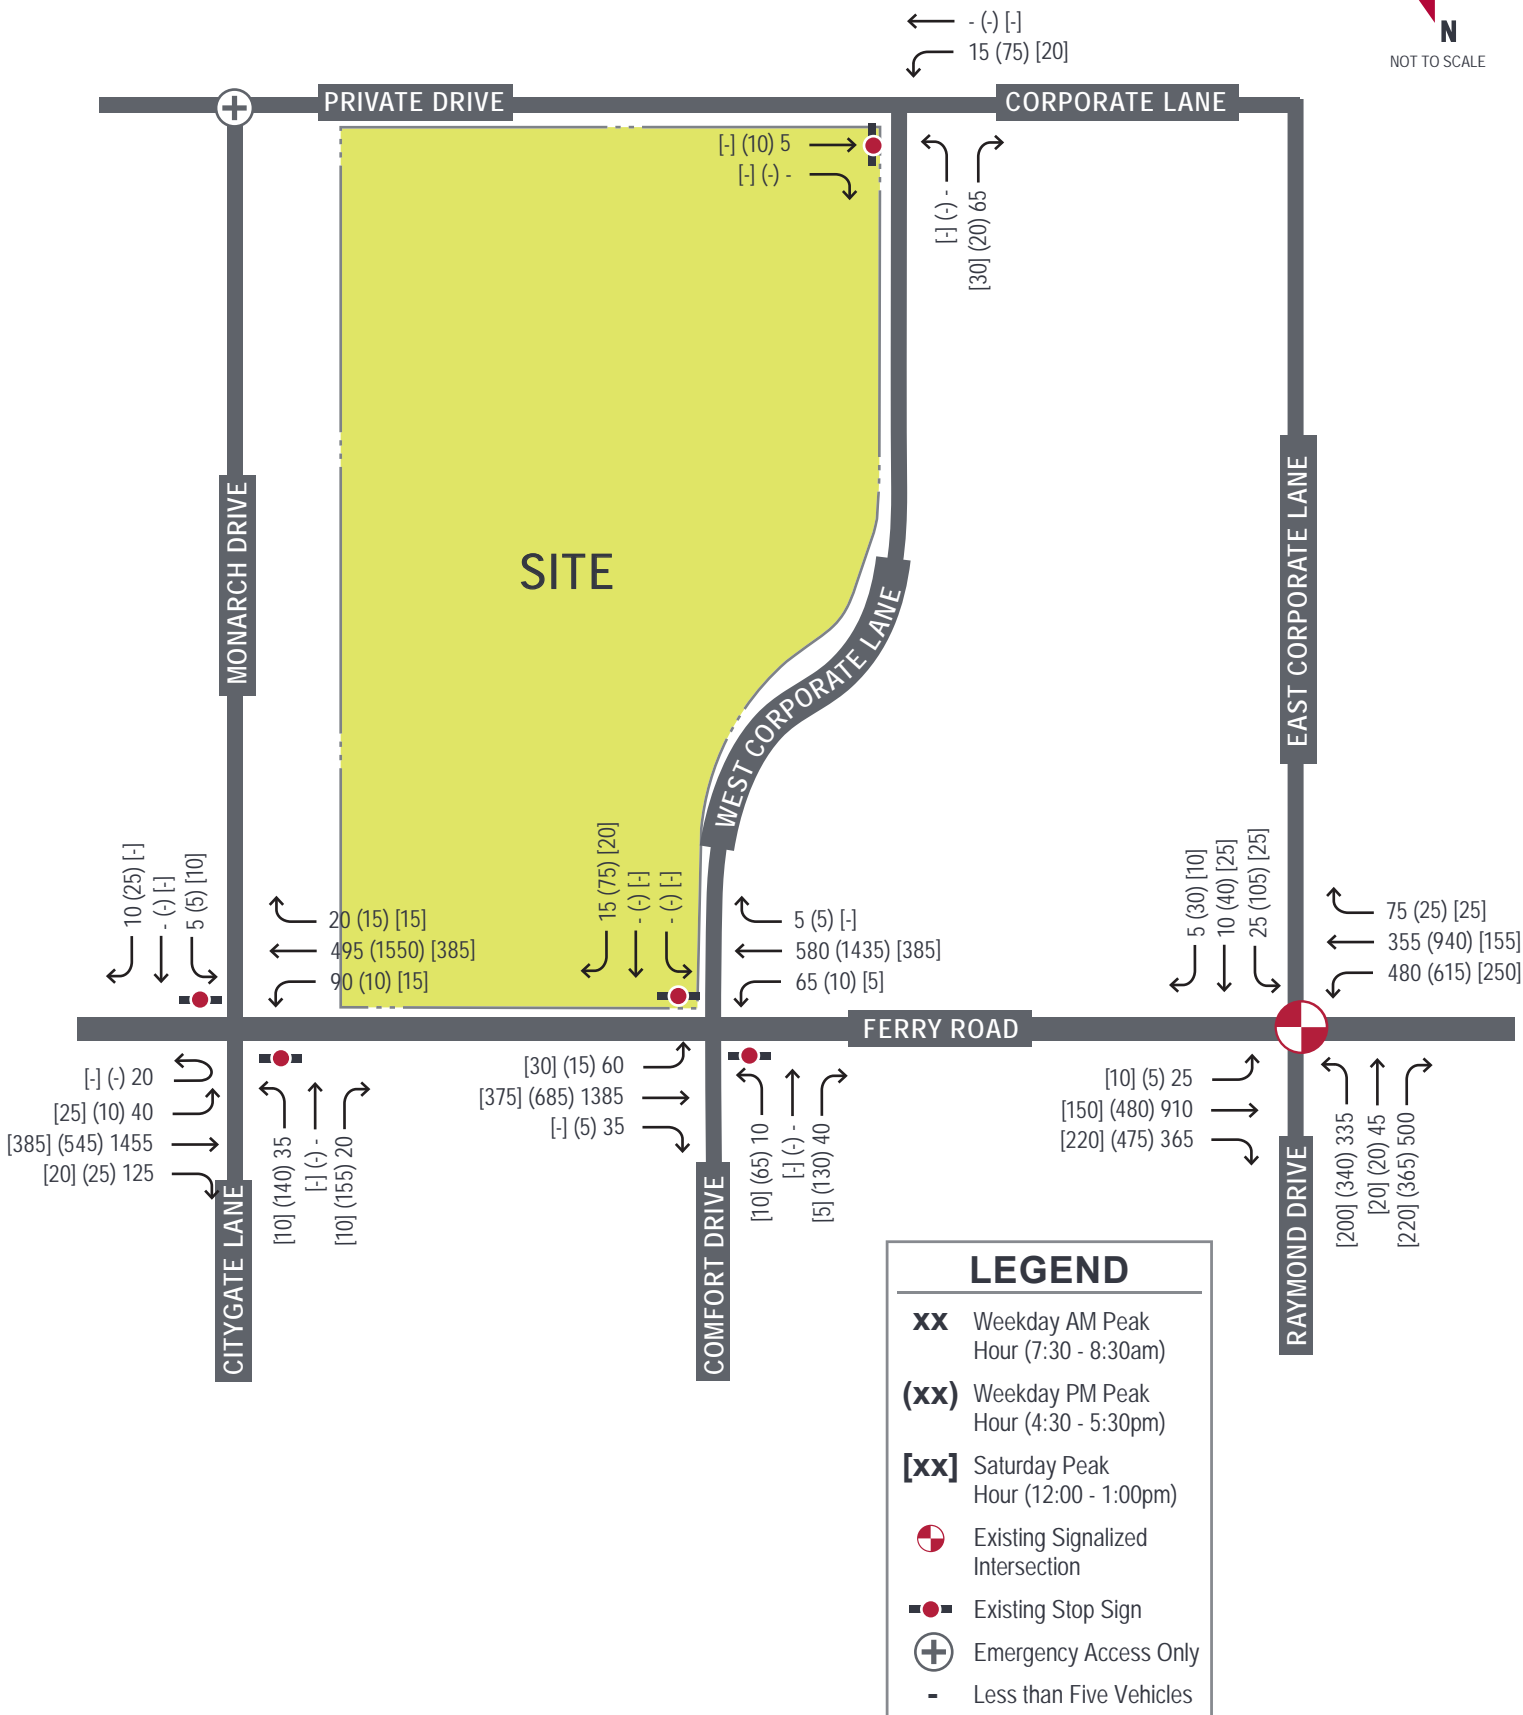 - (-) [-]
15 (75) [20]
N
NOT TO SCALE
PRIVATE DRIVE
CORPORATE LANE
[-] (10) 5
[-] (-) -
[-] (-) -
[30] (20) 65
SITE
MONARCH DRIVE
WEST CORPORATE LANE
EAST CORPORATE LANE
10 (25) [-]
- (-) [-]
5 (5) [10]
20 (15) [15]
495 (1550) [385]
90 (10) [15]
15 (75) [20]
- (-) [-]
- (-) [-]
5 (5) [-]
580 (1435) [385]
65 (10) [5]
5 (30) [10]
10 (40) [25]
25 (105) [25]
75 (25) [25]
355 (940) [155]
480 (615) [250]
FERRY ROAD
[-] (-) 20
[25] (10) 40
[385] (545) 1455
[20] (25) 125
[10] (140) 35
[-] (-) -
[10] (155) 20
[30] (15) 60
[375] (685) 1385
[-] (5) 35
[10] (65) 10
[-] (-) -
[5] (130) 40
[10] (5) 25
[150] (480) 910
[220] (475) 365
[200] (340) 335
[20] (20) 45
[220] (365) 500
CITYGATE LANE
COMFORT DRIVE
RAYMOND DRIVE
LEGEND
xx Weekday AM Peak
Hour (7:30 - 8:30am)
(xx) Weekday PM Peak
Hour (4:30 - 5:30pm)
[xx] Saturday Peak
Hour (12:00 - 1:00pm)
Existing Signalized
Intersection
Existing Stop Sign
Emergency Access Only
- Less than Five Vehicles